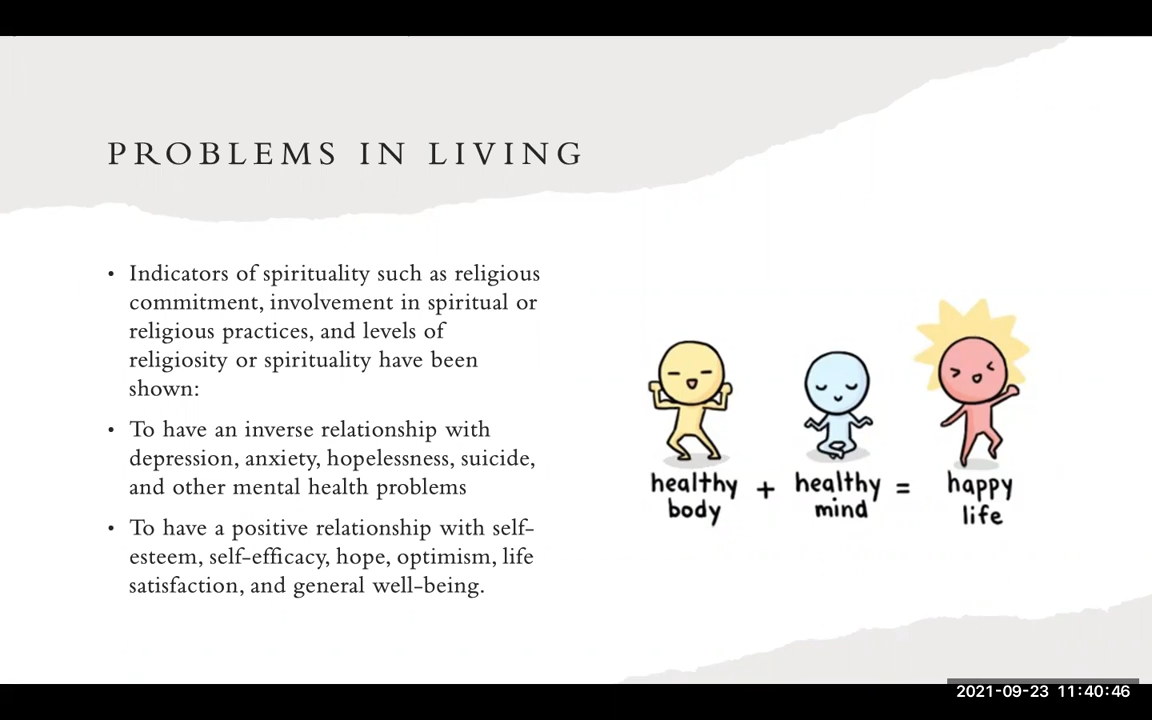 PROBLEMS IN LIVING
• Indicators of spirituality such as religious
commitment, involvement in spiritual or
religious practices, and levels of
religiosity or spirituality have been
shown:
• To have an inverse relationship with
depression, anxiety, hopelessness, suicide,
and other mental health problems
• To have a positive relationship with self-
esteem, self-efficacy, hope, optimism, life
satisfaction, and general well-being.
healthy body + healthy mind = happy life
2021-09-23 11:40:46